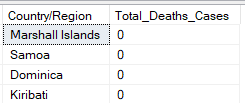 Country/Region Total_Deaths_Cases
Marshall Islands 0
Samoa 0
Dominica 0
Kiribati 0